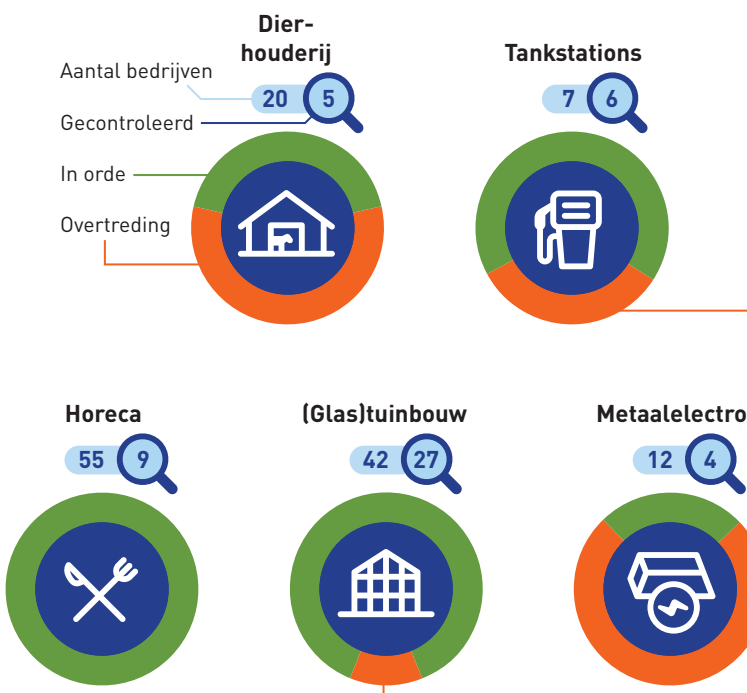 Dier-
houderij
Tankstations
Aantal bedrijven
20 5
7 6
Gecontroleerd
In orde
Overtreding
Horeca
(Glas)tuinbouw
Metaalelectro
55 9
42 27
12 4